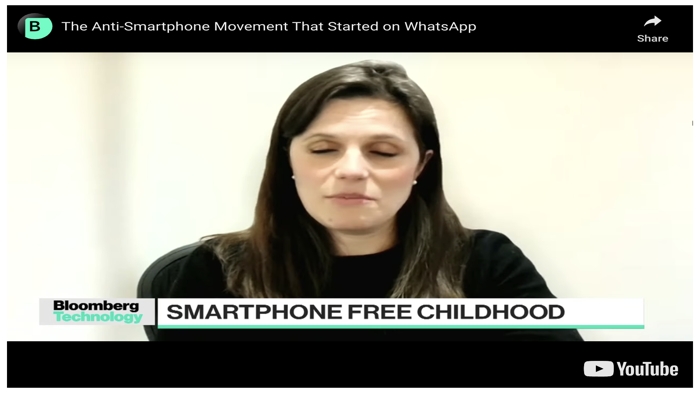 B The Anti-Smartphone Movement That Started on WhatsApp
Share
Bloomberg
Technology
SMARTPHONE FREE CHILDHOOD
YouTube